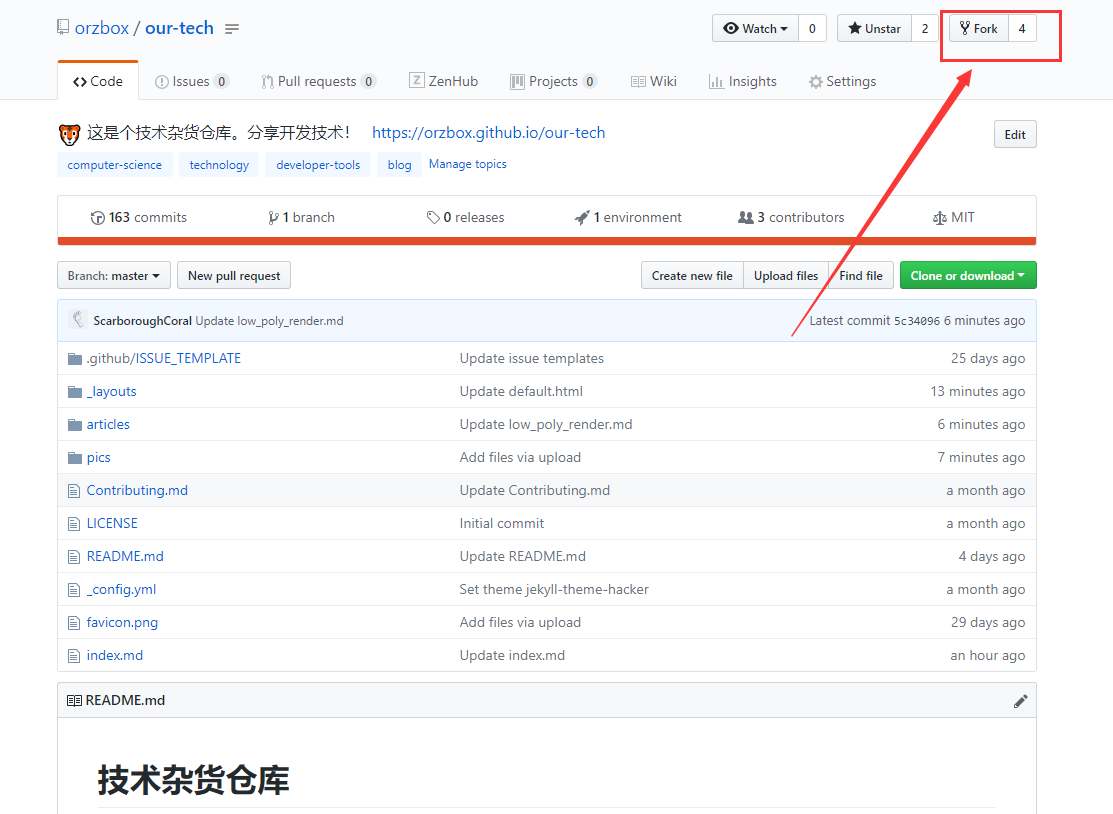 orzbox / our-tech
Watch 0 Unstar 2 Fork 4
Code Issues 0 Pull requests 0 ZenHub Projects 0 Wiki Insights Settings
这是个技术杂货仓库。分享开发技术！ https://orzbox.github.io/our-tech Edit
computer-science technology developer-tools blog Manage topics
163 commits 1 branch 0 releases 1 environment 3 contributors MIT
Branch: master New pull request Create new file Upload files Find file Clone or download
ScarboroughCoral Update low_poly_render.md Latest commit 5c34096 6 minutes ago
.github/ISSUE_TEMPLATE Update issue templates 25 days ago
_layouts Update default.html 13 minutes ago
articles Update low_poly_render.md 6 minutes ago
pics Add files via upload 7 minutes ago
Contributing.md Update Contributing.md a month ago
LICENSE Initial commit a month ago
README.md Update README.md 4 days ago
_config.yml Set theme jekyll-theme-hacker a month ago
favicon.png Add files via upload 29 days ago
index.md Update index.md an hour ago
README.md
技术杂货仓库